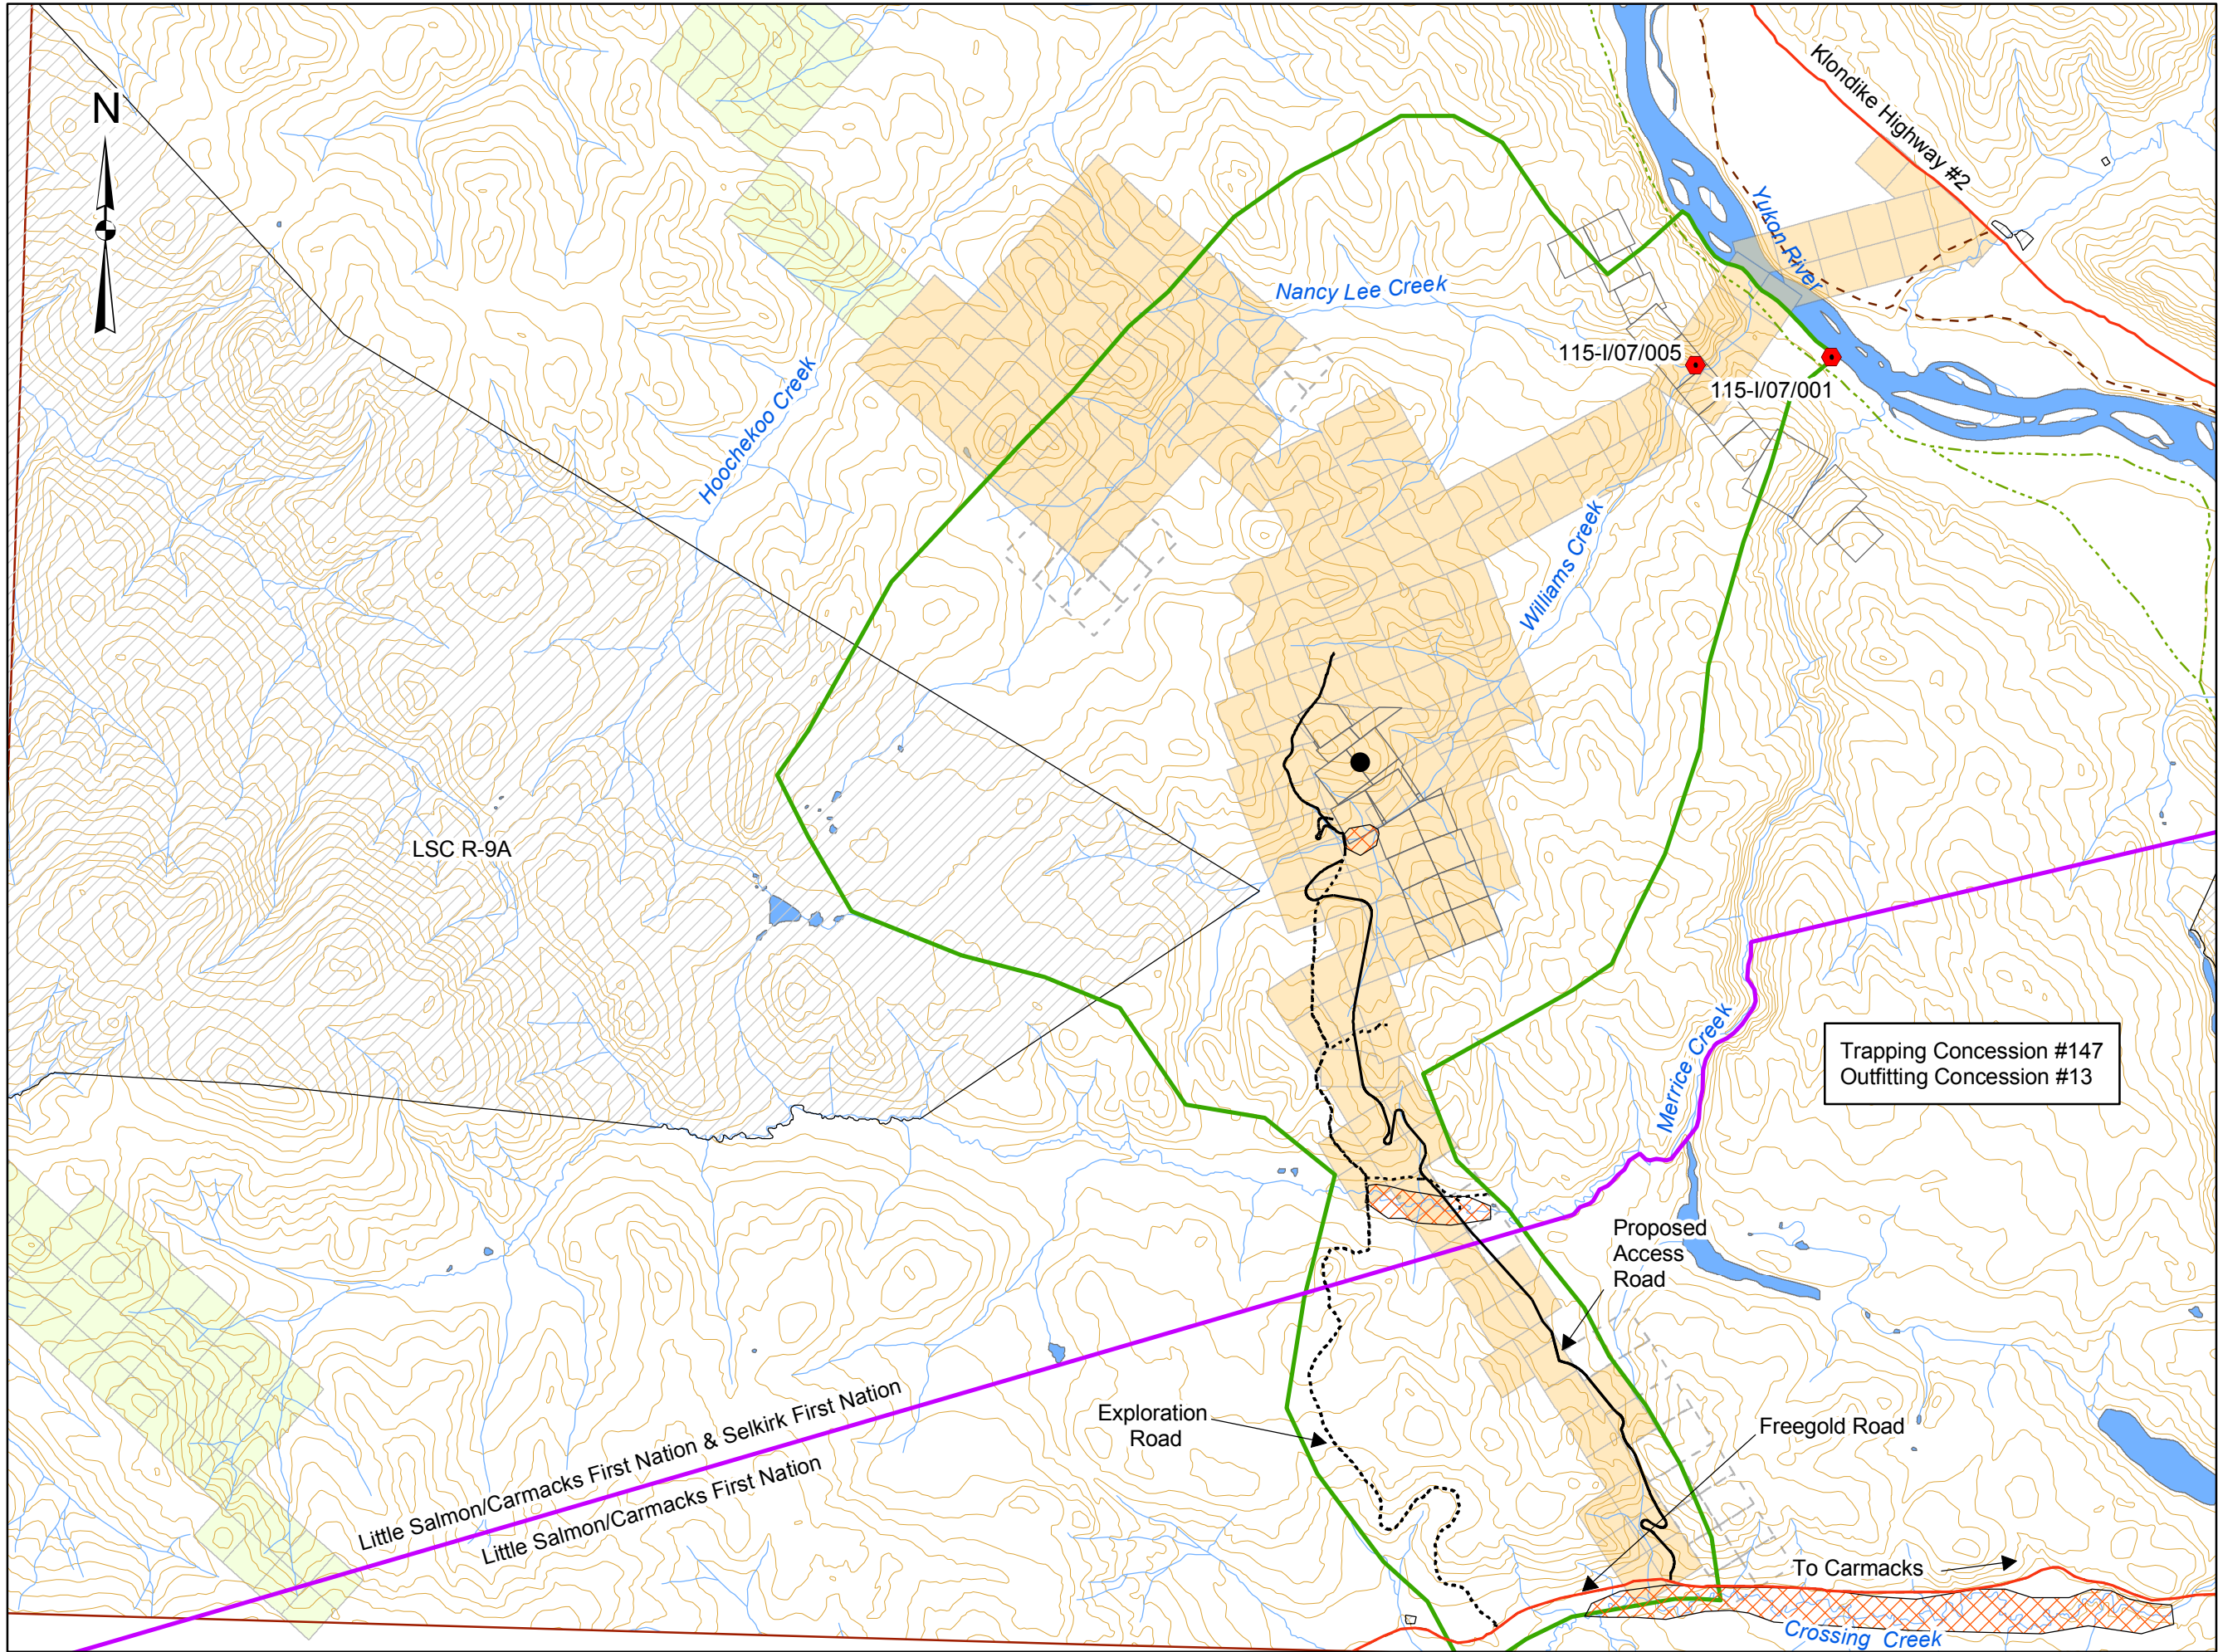 Klondike Highway #2
N
Yukon River
Nancy Lee Creek
115-I/07/005
115-I/07/001
Hoochekoo Creek
Williams Creek
LSC R-9A
Merrice Creek
Trapping Concession #147
Outfitting Concession #13
Proposed
Access
Road
Exploration
Road
Freegold Road
Little Salmon/Carmacks First Nation & Selkirk First Nation
Little Salmon/Carmacks First Nation
To Carmacks
Crossing Creek